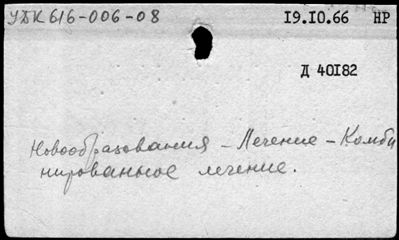 УДК 616-006-08
19.10.66 НР
Д 40182
Новообразования - Лечение - Комби
нированное лечение.